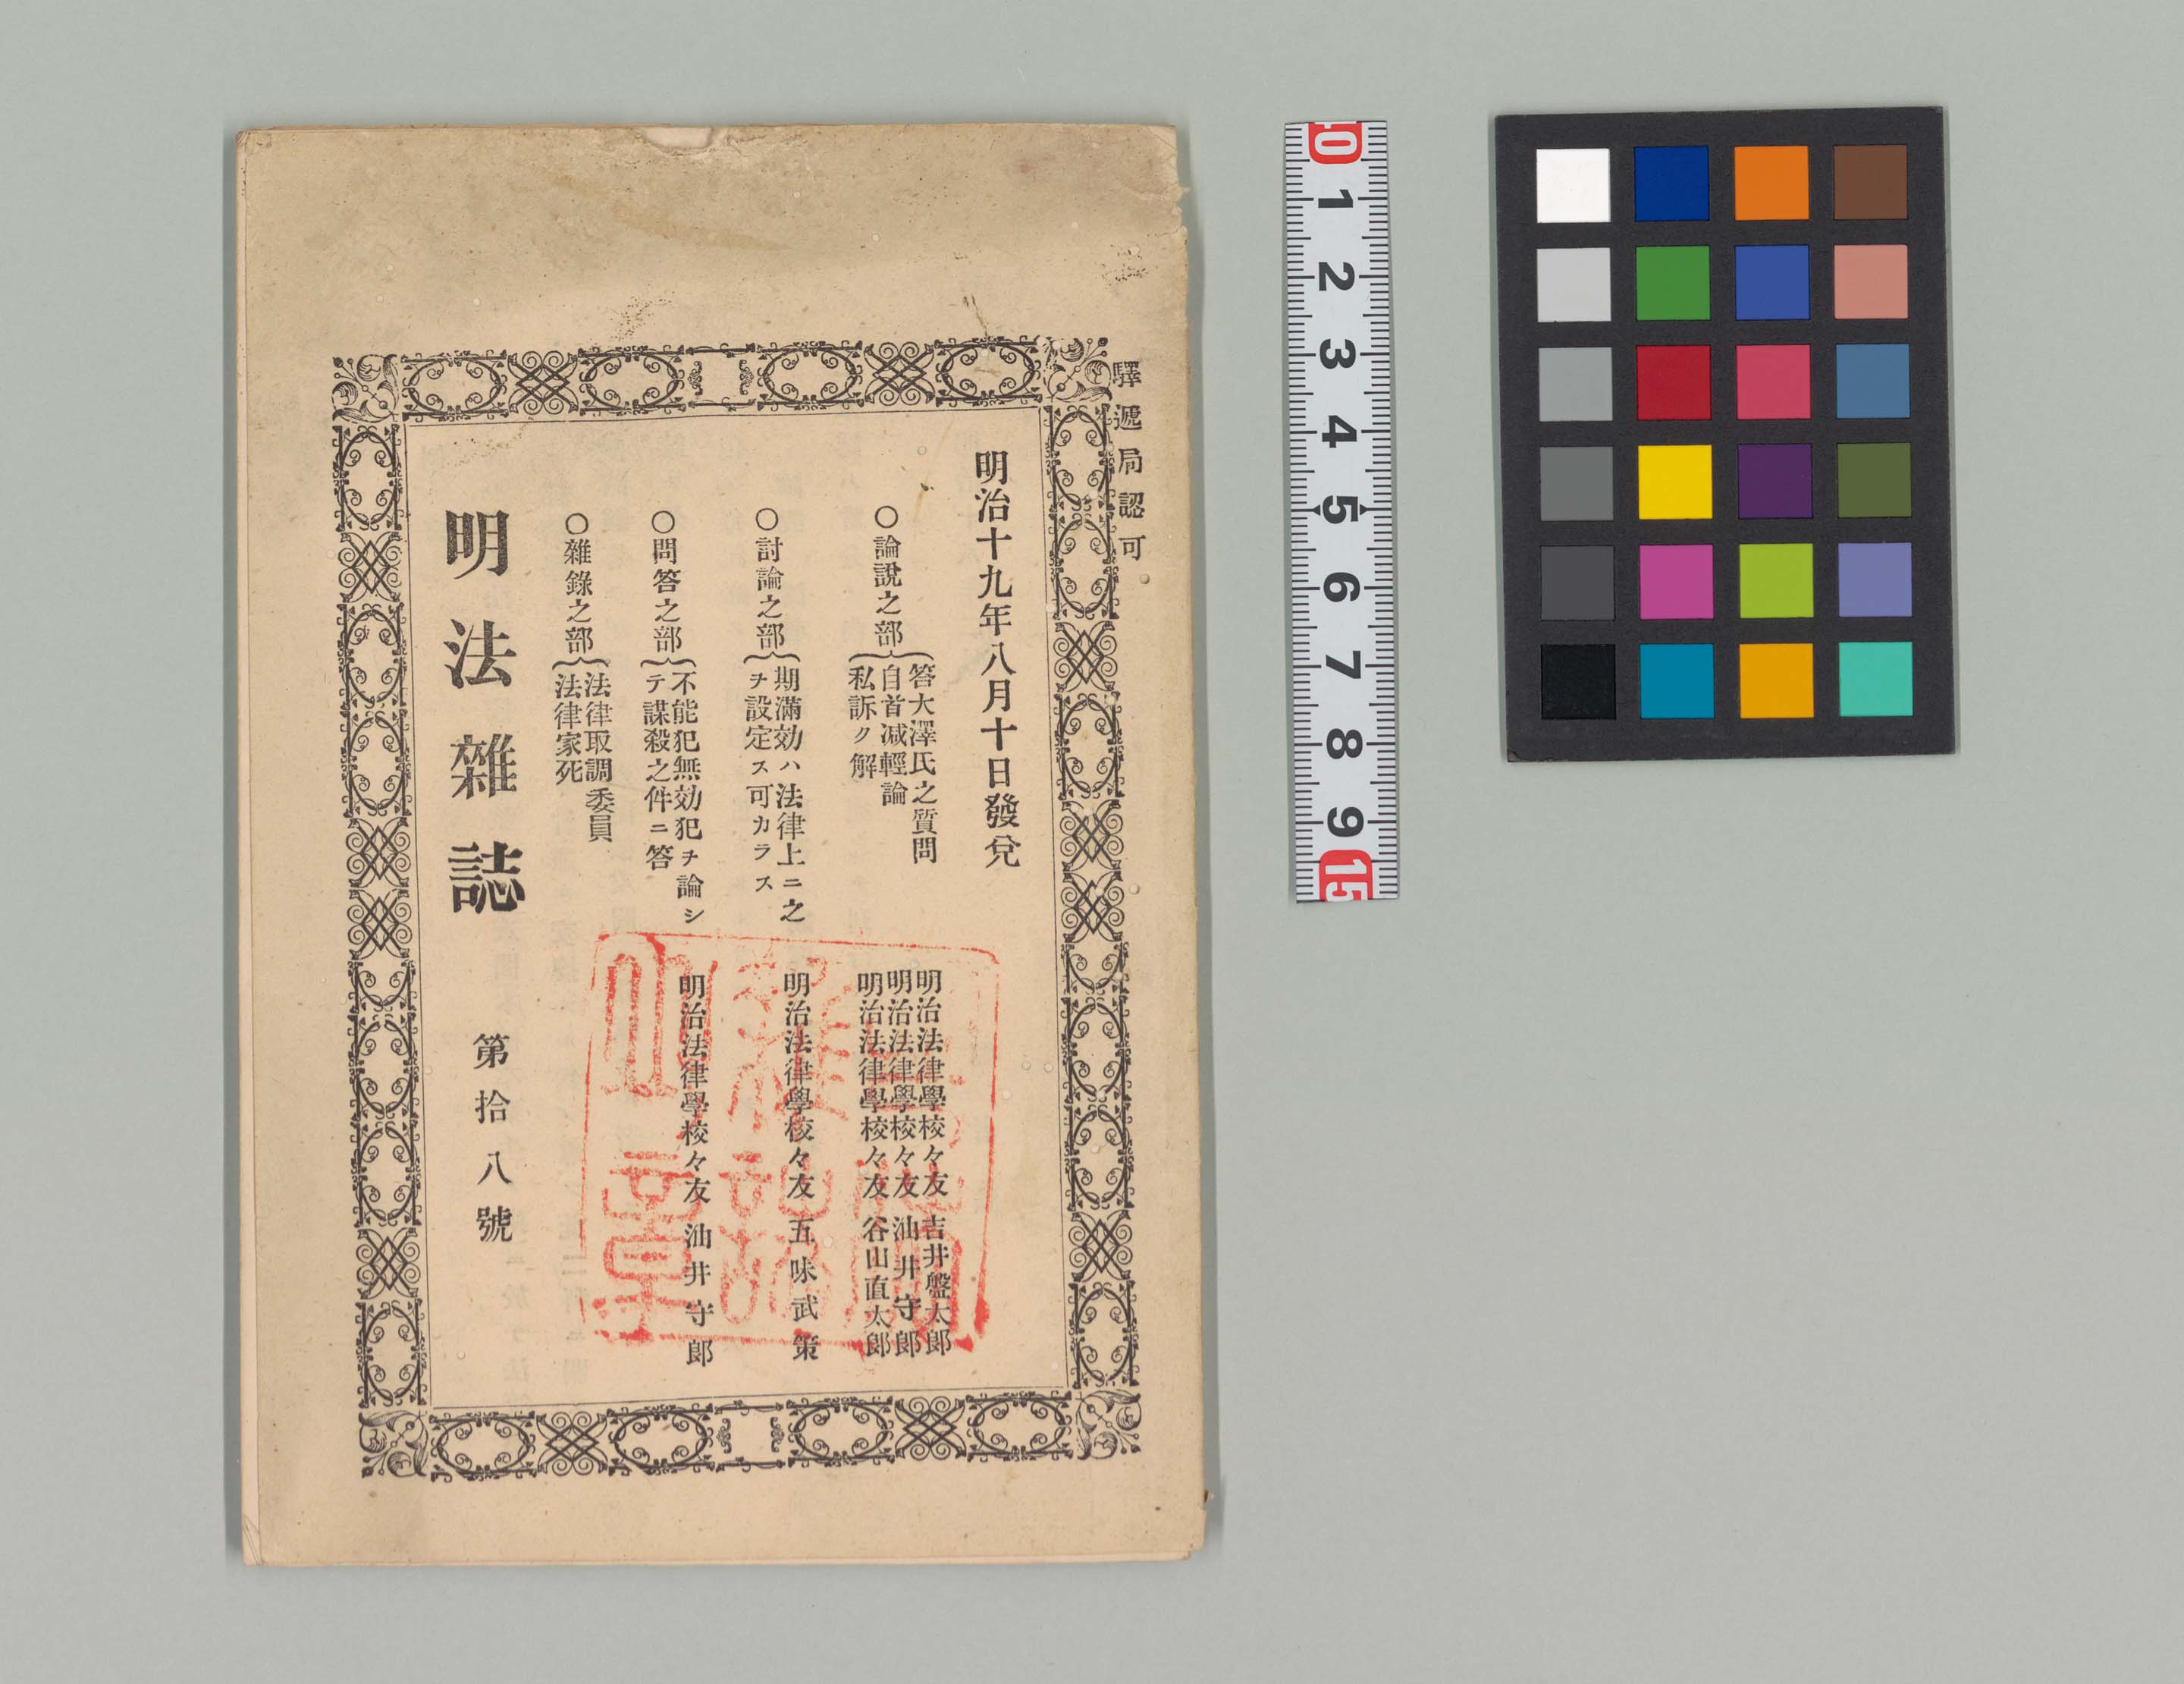 驛遞局認可
明治十九年八月十日發兌
○論說之部
答大澤氏之質問 明治法律學校々友 吉井盤太郎
自首減輕論 明治法律學校々友 汕井守郎
私訴ク解 明治法律學校々友 谷山直太郎
○討論之部
期滿効ハ法律上ニ之
ヲ設定ス可カラス 明治法律學校々友 五味武策
○問答之部
不能犯無効犯ヲ論シ
テ謀殺之件ニ答 明治法律學校々友 汕井守郎
○雜錄之部
法律取調委員
法律家死
明法雜誌 第拾八號
0 1 2 3 4 5 6 7 8 9